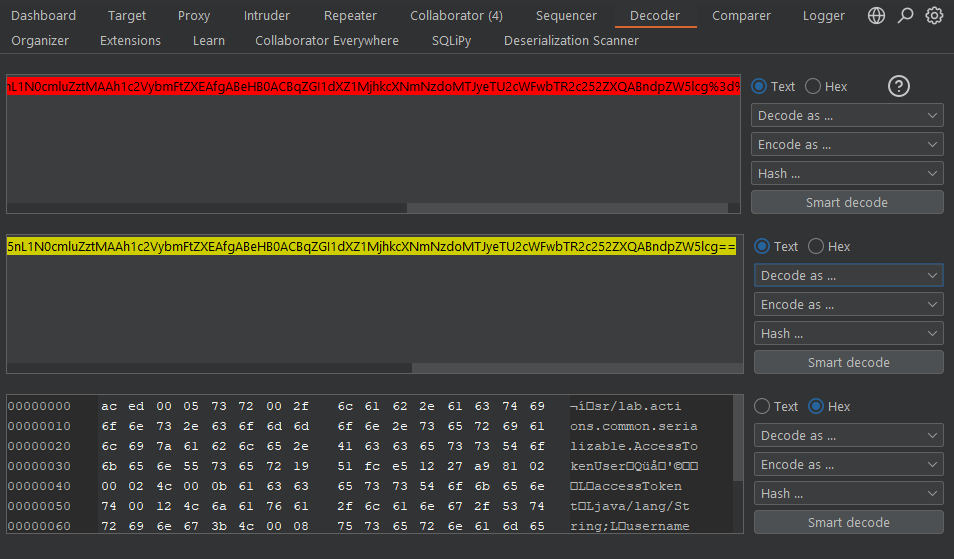 Dashboard Target Proxy Intruder Repeater Collaborator (4) Sequencer Decoder Comparer Logger
Organizer Extensions Learn Collaborator Everywhere SQLiPy Deserialization Scanner
nL1N0cmluZztMAAh1c2VybmFtZXEAfgABeHB0ACBqZGI1dXZ1MjhkcXNmNzdoMTJyeTU2cWFwbTR2c252ZXQABndpZW5lcg%3d%
Text Hex ?
Decode as ...
Encode as ...
Hash ...
Smart decode
5nL1N0cmluZztMAAh1c2VybmFtZXEAfgABeHB0ACBqZGI1dXZ1MjhkcXNmNzdoMTJyeTU2cWFwbTR2c252ZXQABndpZW5lcg==
Text Hex
Decode as ...
Encode as ...
Hash ...
Smart decode
00000000 ac ed 00 05 73 72 00 2f 6c 61 62 2e 61 63 74 69 ¬í□sr/lab.acti
00000010 6f 6e 73 2e 63 6f 6d 6d 6f 6e 2e 73 65 72 69 61 ons.common.seria
00000020 6c 69 7a 61 62 6c 65 2e 41 63 63 65 73 73 54 6f lizable.AccessTo
00000030 6b 65 6e 55 73 65 72 19 51 fc e5 12 27 a9 81 02 kenUser□Qüå□'©□□
00000040 00 02 4c 00 0b 61 63 63 65 73 73 54 6f 6b 65 6e □L□accessToken
00000050 74 00 12 4c 6a 61 76 61 2f 6c 61 6e 67 2f 53 74 t□Ljava/lang/St
00000060 72 69 6e 67 3b 4c 00 08 75 73 65 72 6e 61 6d 65 ring;L□username
Text Hex
Decode as ...
Encode as ...
Hash ...
Smart decode